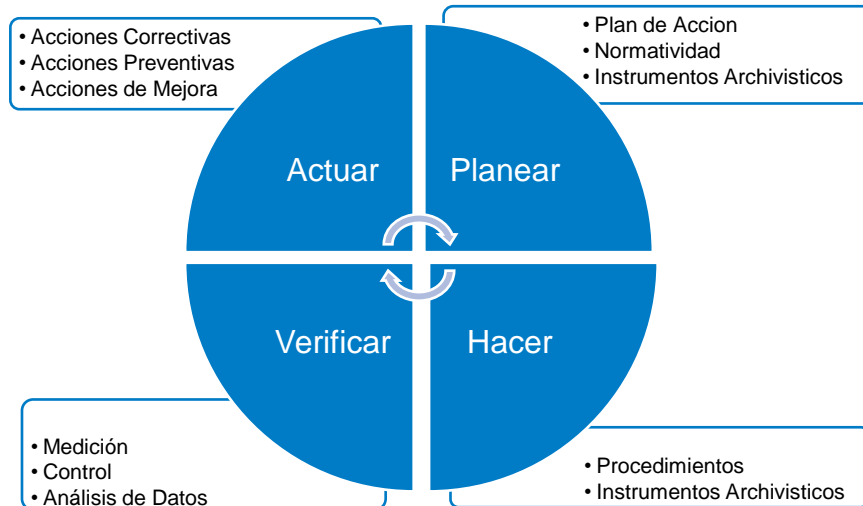 • Acciones Correctivas
• Acciones Preventivas
• Acciones de Mejora
• Plan de Accion
• Normatividad
• Instrumentos Archivisticos
Actuar
Planear
Verificar
Hacer
• Medición
• Control
• Análisis de Datos
• Procedimientos
• Instrumentos Archivisticos